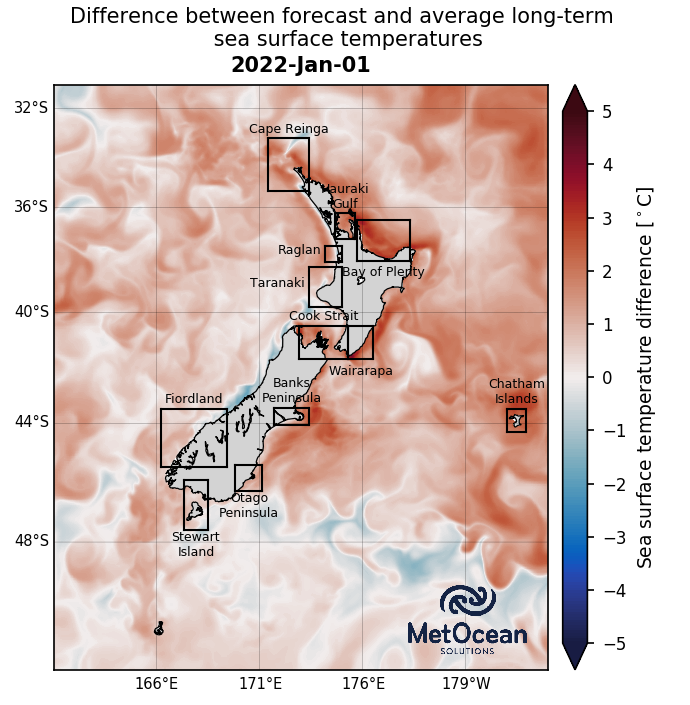 Difference between forecast and average long-term
sea surface temperatures
2022-Jan-01
32°S
36°S
40°S
44°S
48°S
Cape Reinga
Hauraki
Gulf
Raglan
Bay of Plenty
Taranaki
Cook Strait
Wairarapa
Banks
Peninsula
Fiordland
Chatham
Islands
Otago
Peninsula
Stewart
Island
MetOcean
SOLUTIONS
166°E
171°E
176°E
179°W
5
4
3
2
1
0
−1
−2
−3
−4
−5
Sea surface temperature difference [°C]